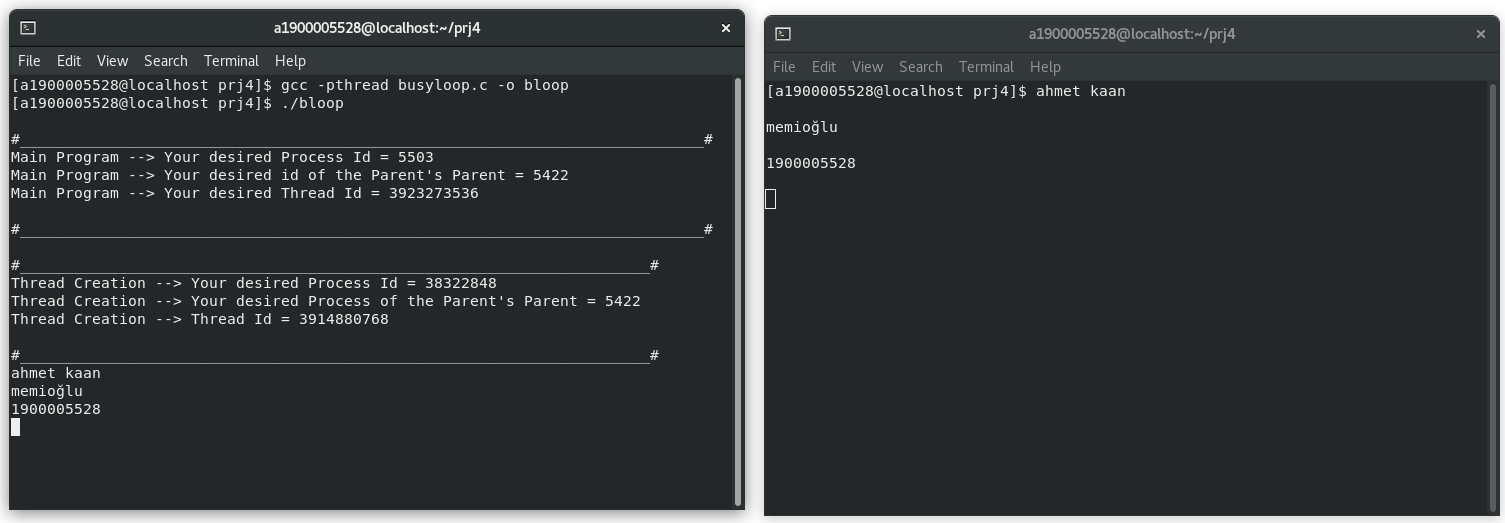 a1900005528@localhost:~/prj4
File Edit View Search Terminal Help
[a1900005528@localhost prj4]$ gcc -pthread busyloop.c -o bloop
[a1900005528@localhost prj4]$ ./bloop
#____________________________________________________________________________#
Main Program --> Your desired Process Id = 5503
Main Program --> Your desired id of the Parent's Parent = 5422
Main Program --> Your desired Thread Id = 3923273536
#____________________________________________________________________________#
#______________________________________________________________________#
Thread Creation --> Your desired Process Id = 38322848
Thread Creation --> Your desired Process of the Parent's Parent = 5422
Thread Creation --> Thread Id = 3914880768
#______________________________________________________________________#
ahmet kaan
memioğlu
1900005528
a1900005528@localhost:~/prj4
File Edit View Search Terminal Help
[a1900005528@localhost prj4]$ ahmet kaan
memioğlu
1900005528